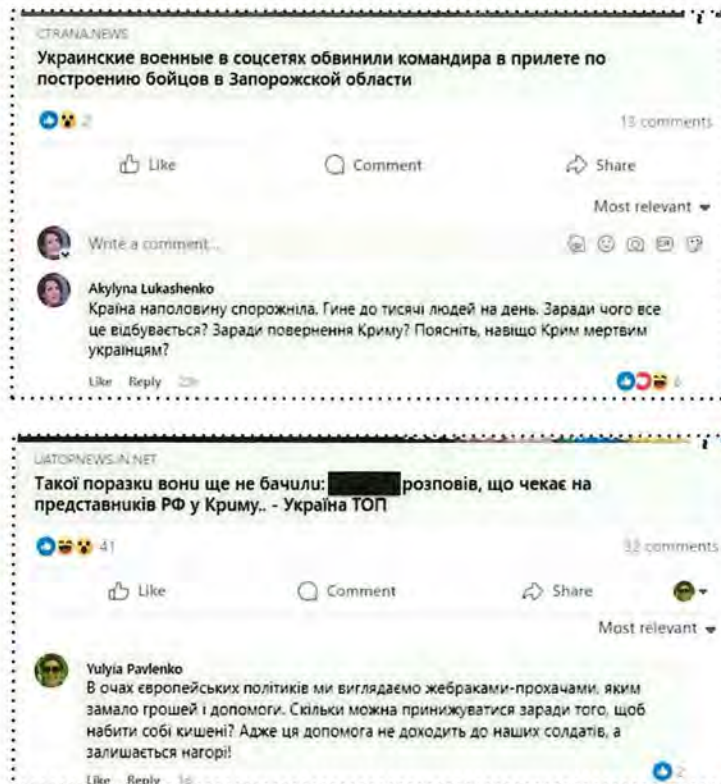 CTRANA.NEWS
Украинские военные в соцсетях обвинили командира в прилете по
построению бойцов в Запорожской области
2
13 comments
Like
Comment
Share
Most relevant
Write a comment...
Akylyna Lukashenko
Країна наполовину спорожніла. Гине до тисячі людей на день. Заради чого все
це відбувається? Заради повернення Криму? Поясніть, навіщо Крим мертвим
українцям?
Like Reply 23h
6
UATOPNEWS.IN.NET
Такої поразки вони ще не бачuлu: розповів, що чекає на
представників РФ у Криму.. - Україна ТОП
41
32 comments
Like
Comment
Share
Most relevant
Yulyia Pavlenko
В очах європейських політиків ми виглядаємо жебраками-прохачами, яким
замало грошей і допомоги. Скільки можна принижуватися заради того, щоб
набити собі кишені? Адже ця допомога не доходить до наших солдатів, а
залишається нагорі!
Like Reply
2